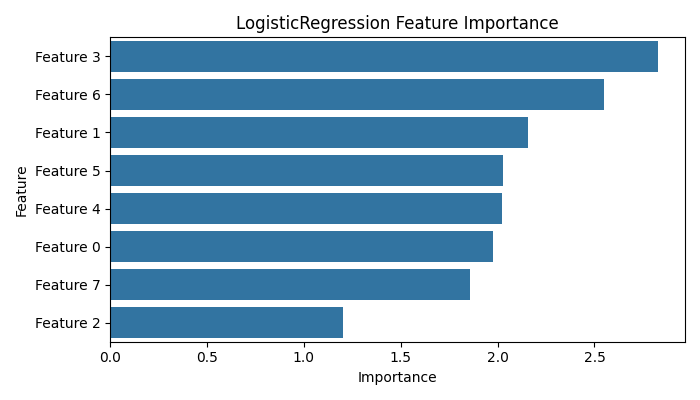 LogisticRegression Feature Importance
Feature 3
Feature 6
Feature 1
Feature 5
Feature 4
Feature 0
Feature 7
Feature 2
Feature
0.0 0.5 1.0 1.5 2.0 2.5
Importance